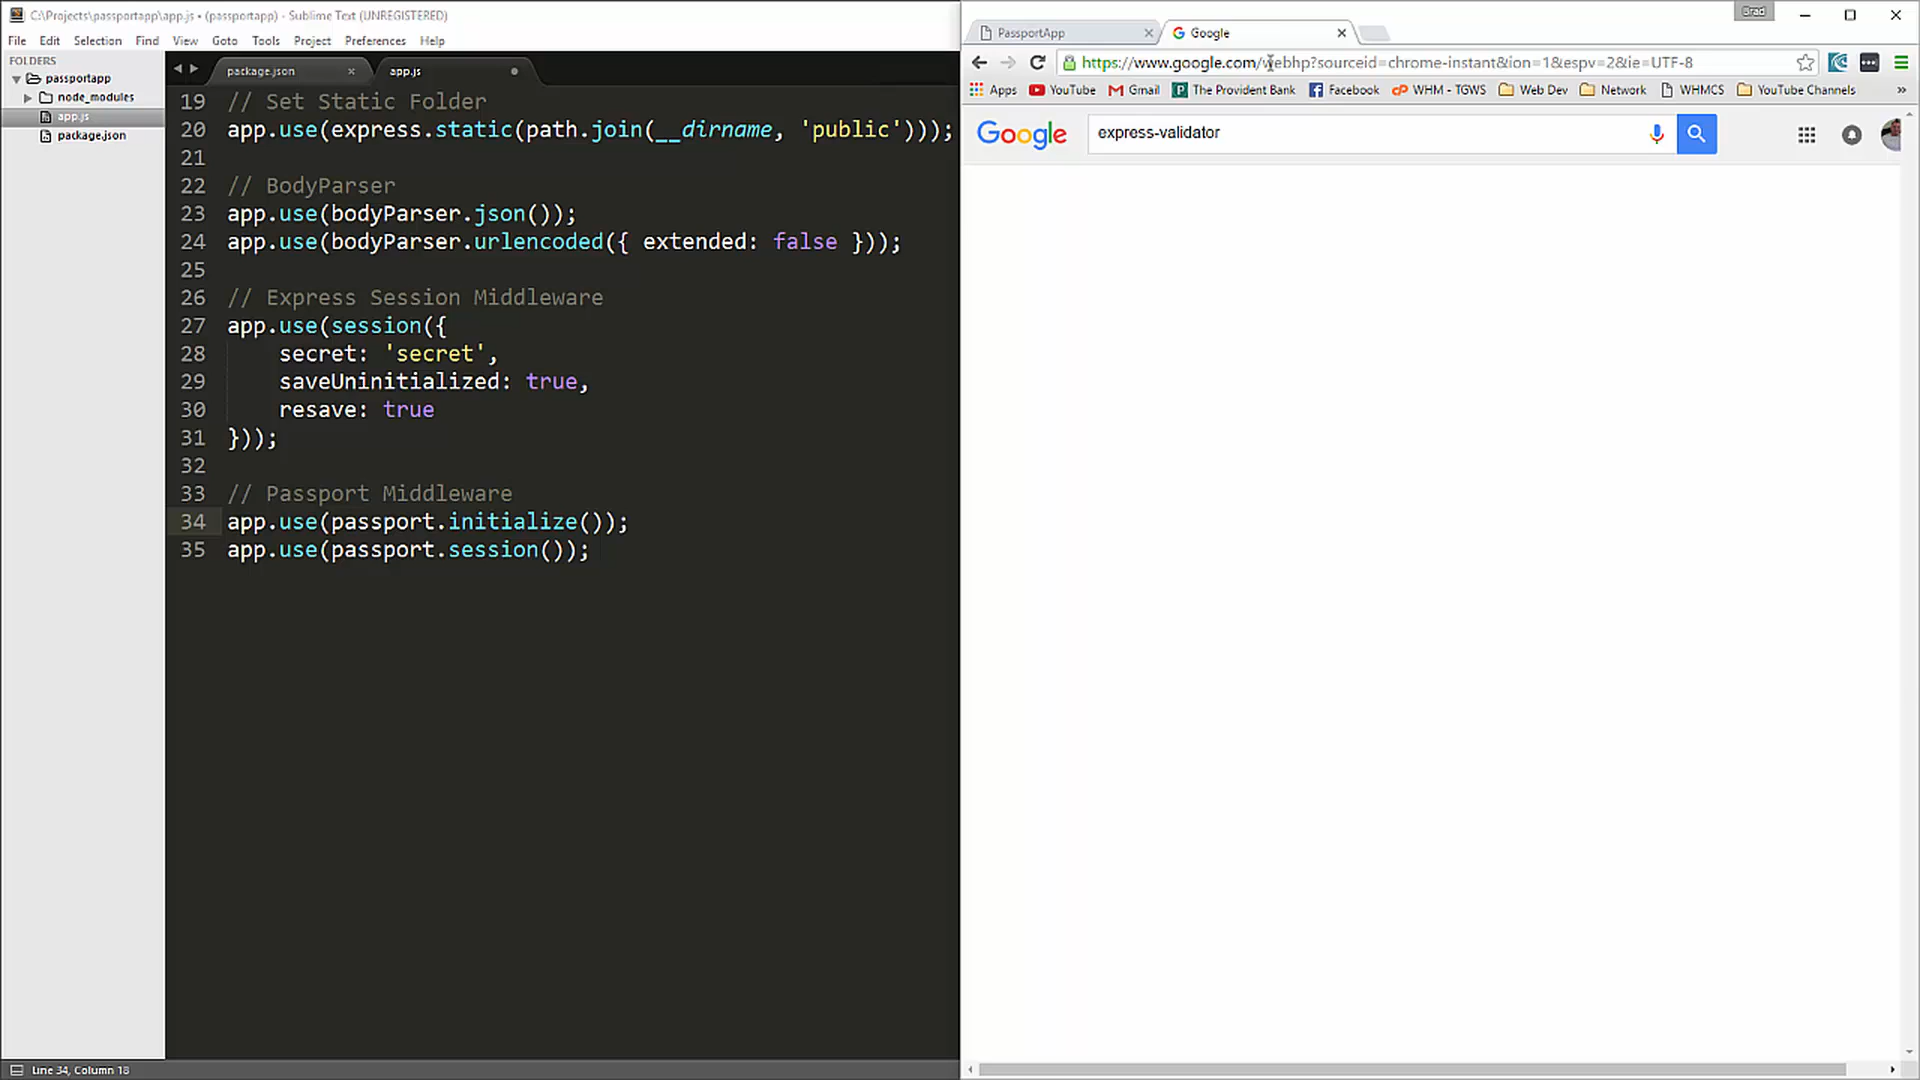 C:\Projects\passportapp\app.js • (passportapp) - Sublime Text (UNREGISTERED)
File Edit Selection Find View Goto Tools Project Preferences Help
FOLDERS
passportapp
node_modules
app.js
package.json
package.json × app.js
19 // Set Static Folder
20 app.use(express.static(path.join(__dirname, 'public')));
21
22 // BodyParser
23 app.use(bodyParser.json());
24 app.use(bodyParser.urlencoded({ extended: false }));
25
26 // Express Session Middleware
27 app.use(session({
28 secret: 'secret',
29 saveUninitialized: true,
30 resave: true
31 }));
32
33 // Passport Middleware
34 app.use(passport.initialize());
35 app.use(passport.session());
Line 34, Column 18
Brad
PassportApp × Google ×
https://www.google.com/webhp?sourceid=chrome-instant&ion=1&espv=2&ie=UTF-8
Apps YouTube Gmail The Provident Bank Facebook WHM - TGWS Web Dev Network WHMCS YouTube Channels »
Google express-validator